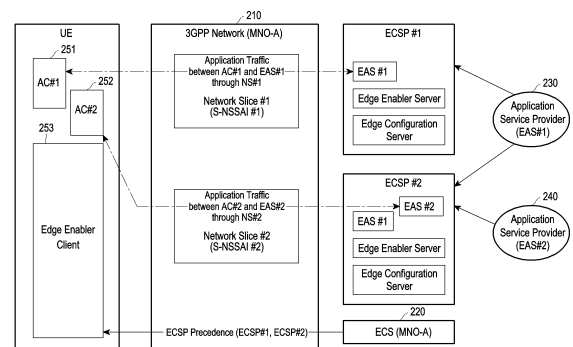 UE
251
AC#1
252
AC#2
253
Edge Enabler
Client
210
3GPP Network (MNO-A)
Application Traffic
between AC#1 and EAS#1
through NS#1
Network Slice #1
(S-NSSAI #1)
Application Traffic
between AC#2 and EAS#2
through NS#2
Network Slice #2
(S-NSSAI #2)
ECSP Precedence (ECSP#1, ECSP#2)
ECSP #1
EAS #1
Edge Enabler Server
Edge Configuration
Server
ECSP #2
EAS #2
EAS #1
Edge Enabler Server
Edge Configuration
Server
220
ECS (MNO-A)
230
Application
Service Provider
(EAS#1)
240
Application
Service Provider
(EAS#2)